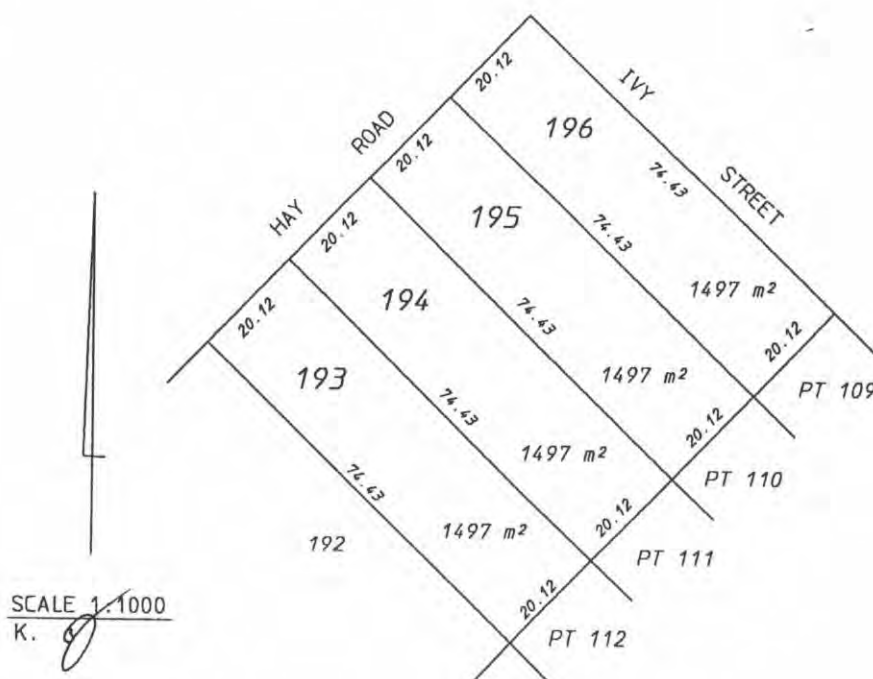 HAY ROAD
IVY STREET
20.12
196
74.43
20.12
195
74.43
1497 m²
20.12
20.12
194
74.43
1497 m²
20.12
PT 109
20.12
193
74.43
1497 m²
20.12
PT 110
74.43
1497 m²
20.12
PT 111
192
PT 112
SCALE 1:1000
K.